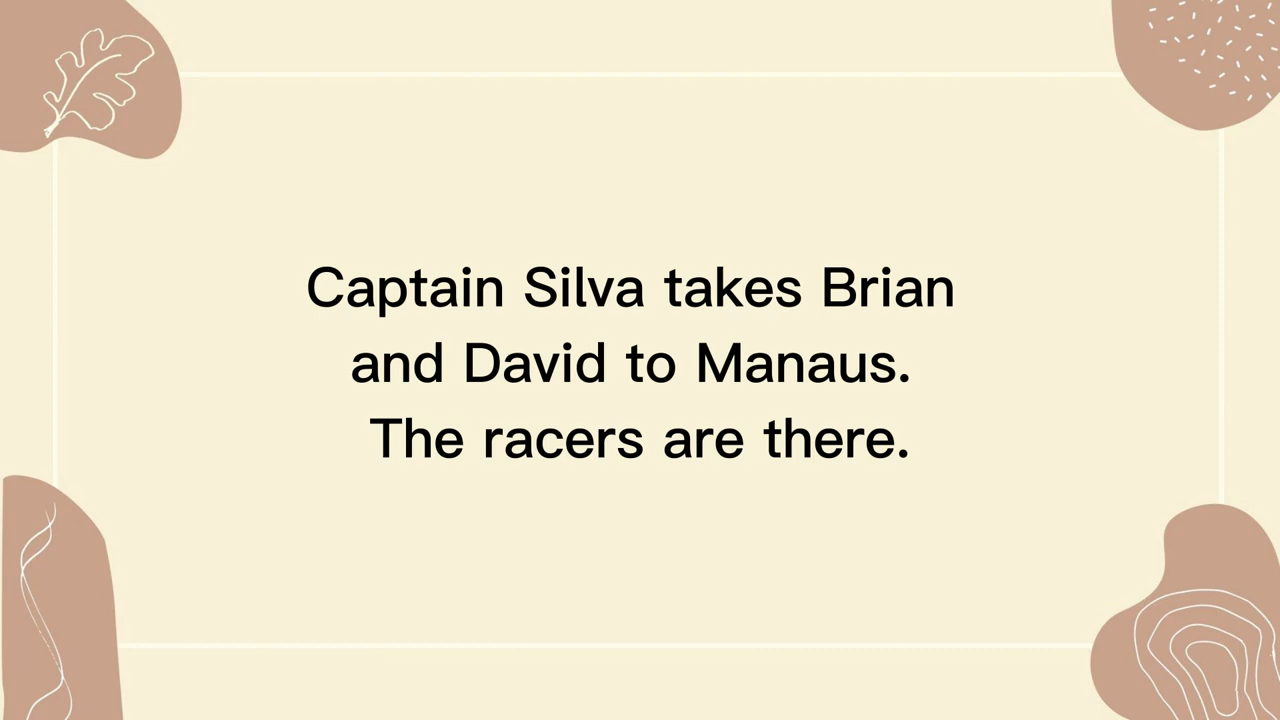 Captain Silva takes Brian
and David to Manaus.
The racers are there.